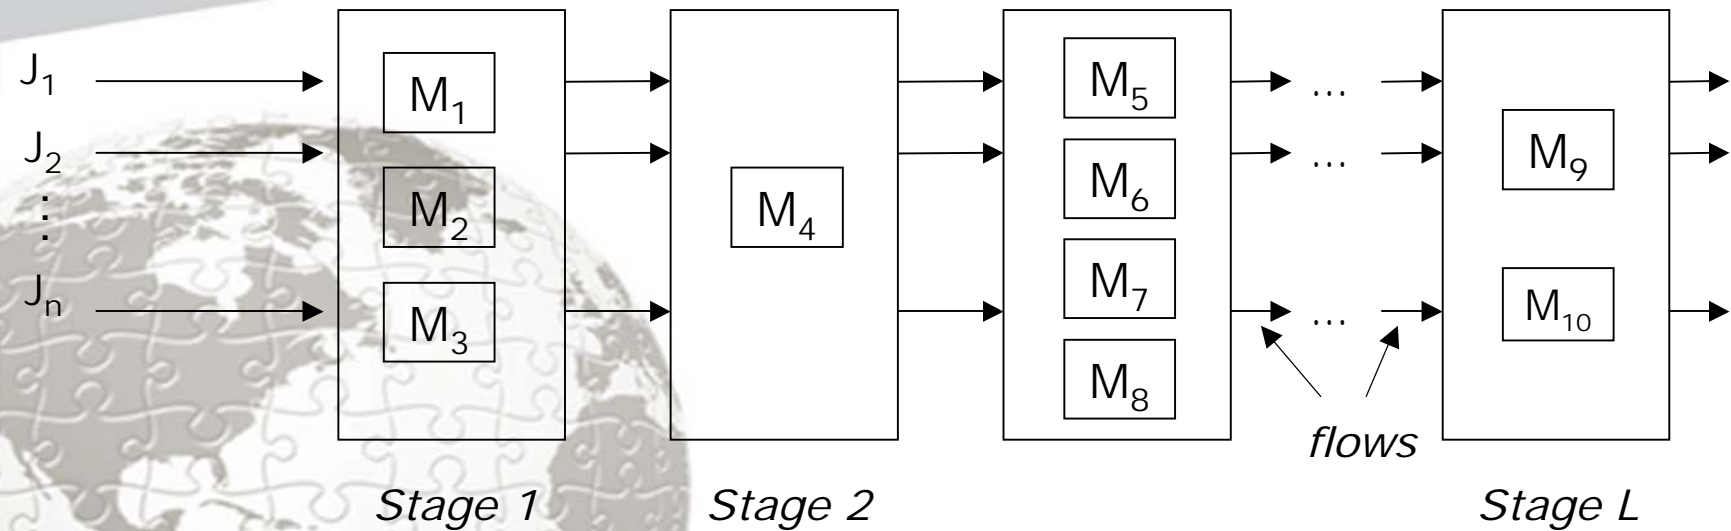 J1
J2
⋮
Jn
M1
M2
M3
Stage 1
M4
Stage 2
M5
M6
M7
M8
...
...
...
flows
M9
M10
Stage L